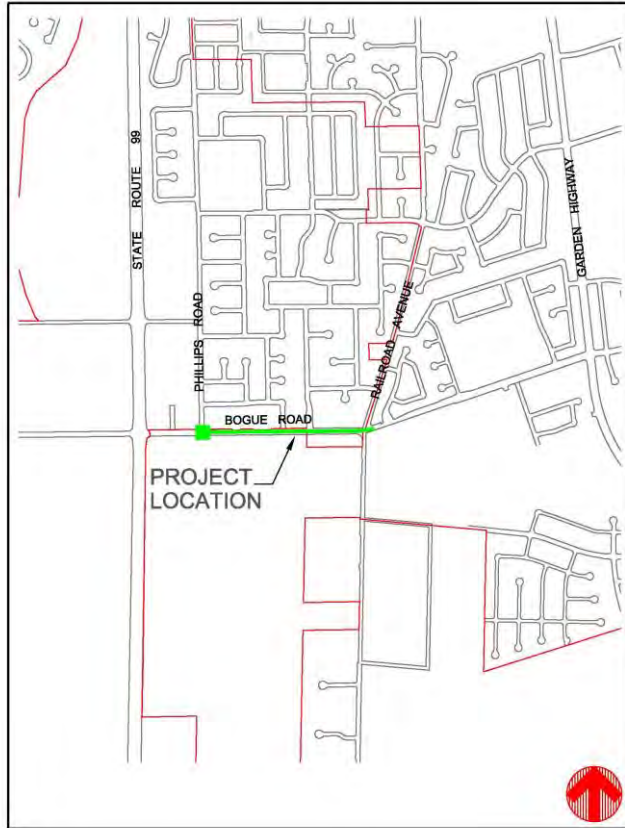 STATE ROUTE 99
GARDEN HIGHWAY
PHILLIPS ROAD
RAILROAD AVENUE
BOGUE ROAD
PROJECT
LOCATION